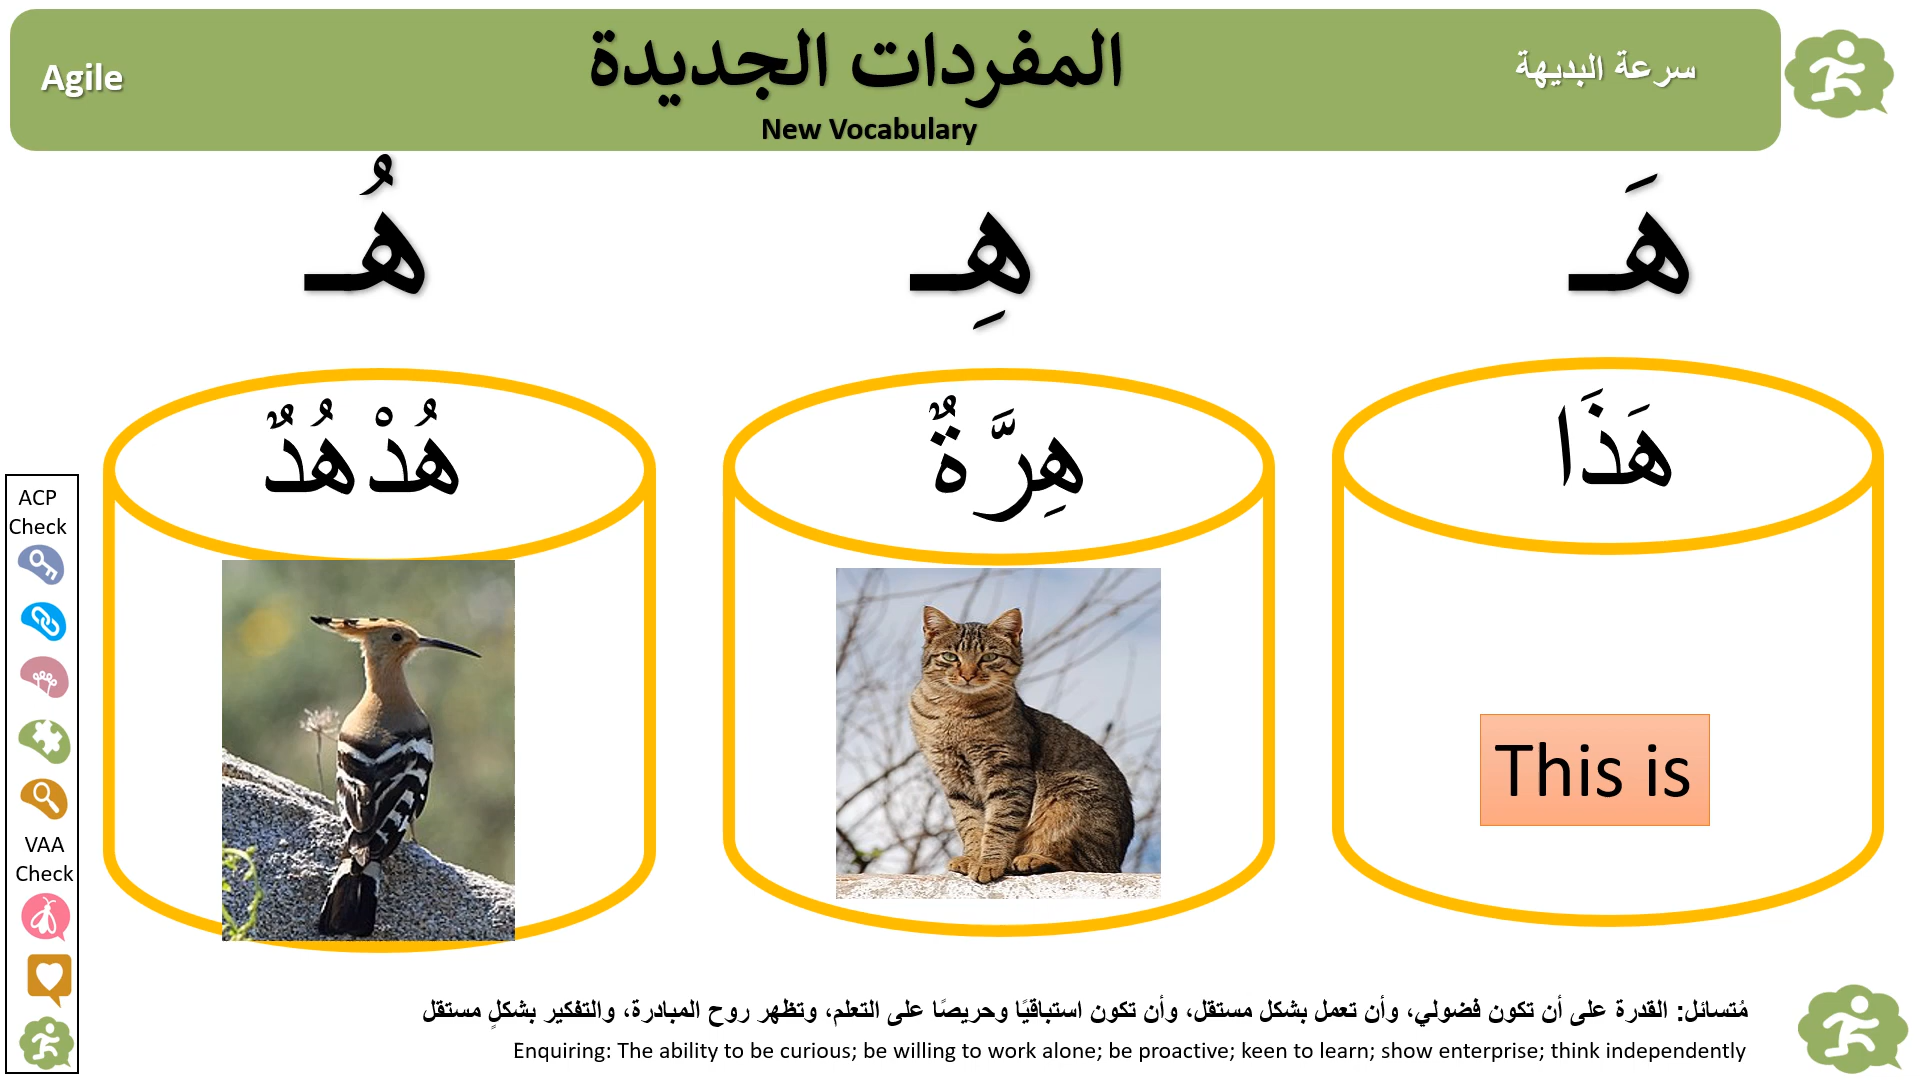 Agile
المفردات الجديدة
سرعة البديهة
New Vocabulary
هَـ
هِـ
هُـ
هَذَا
هِرَّةٌ
هُدْهُدٌ
This is
ACP
Check
VAA
Check
مُتسائل: القدرة على أن تكون فضولي، وأن تعمل بشكل مستقل، وأن تكون استباقيًا وحريصًا على التعلم، وتظهر روح المبادرة، والتفكير بشكلٍ مستقل
Enquiring: The ability to be curious; be willing to work alone; be proactive; keen to learn; show enterprise; think independently